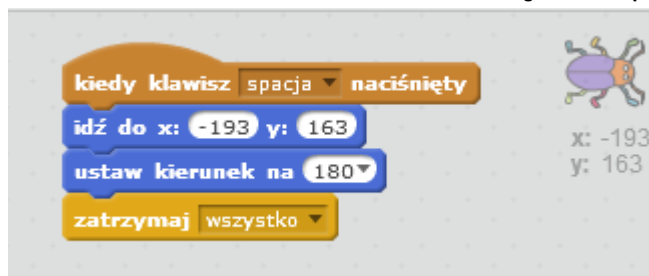 kiedy klawisz spacja naciśnięty
idź do x: -193 y: 163
ustaw kierunek na 180
zatrzymaj wszystko
x: -193
y: 163